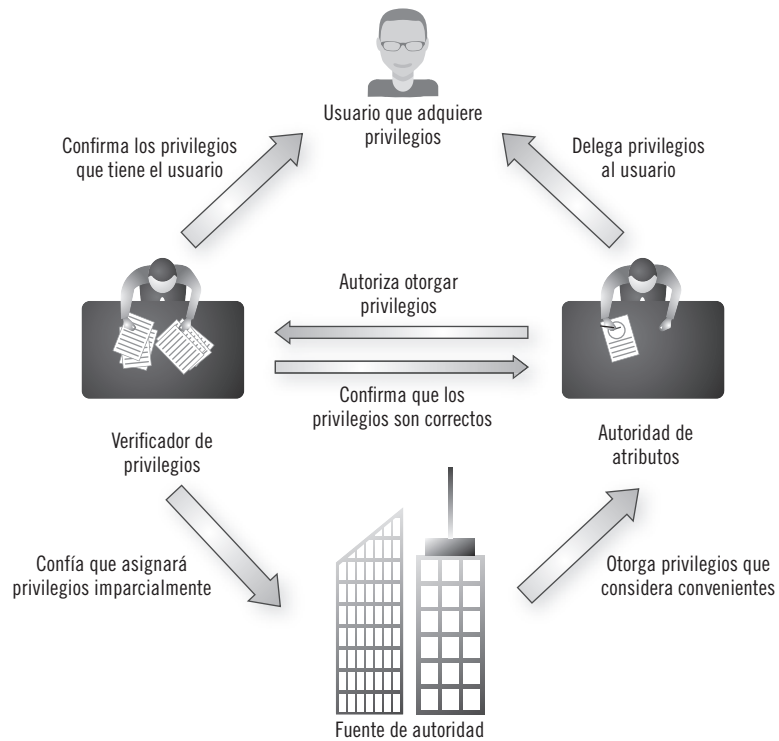 Usuario que adquiere
privilegios
Confirma los privilegios
que tiene el usuario
Delega privilegios
al usuario
Autoriza otorgar
privilegios
Confirma que los
privilegios son correctos
Verificador de
privilegios
Autoridad de
atributos
Confía que asignará
privilegios imparcialmente
Otorga privilegios que
considera convenientes
Fuente de autoridad